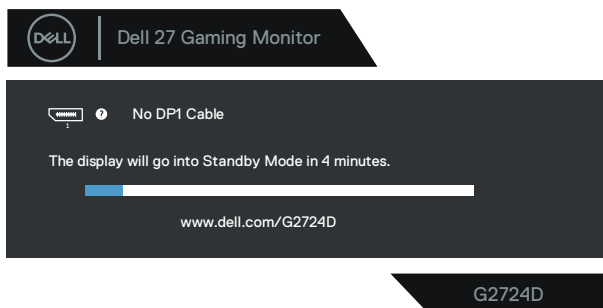 DELL
Dell 27 Gaming Monitor
? No DP1 Cable
1
The display will go into Standby Mode in 4 minutes.
www.dell.com/G2724D
G2724D